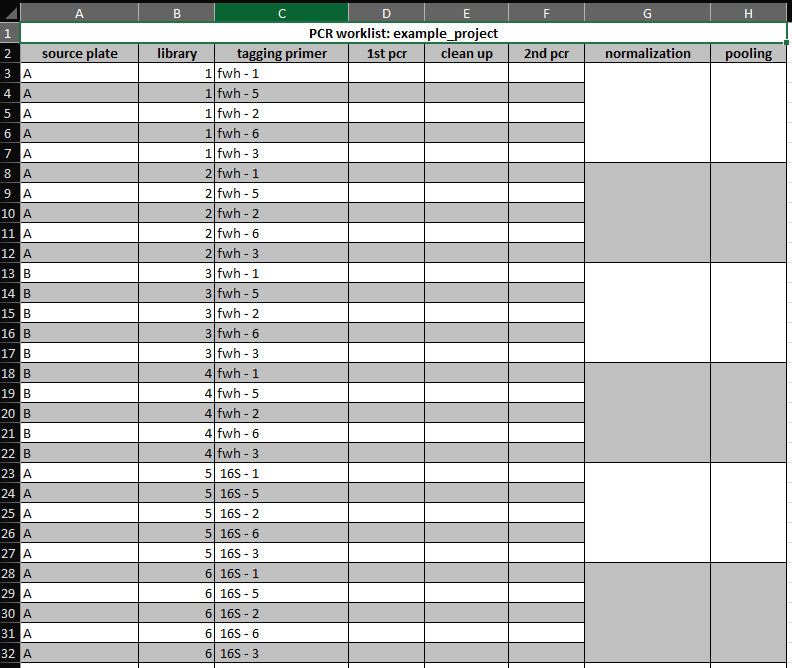 A B C D E F G H
1 PCR worklist: example_project
2 source plate library tagging primer 1st pcr clean up 2nd pcr normalization pooling
3 A 1 fwh - 1
4 A 1 fwh - 5
5 A 1 fwh - 2
6 A 1 fwh - 6
7 A 1 fwh - 3
8 A 2 fwh - 1
9 A 2 fwh - 5
10 A 2 fwh - 2
11 A 2 fwh - 6
12 A 2 fwh - 3
13 B 3 fwh - 1
14 B 3 fwh - 5
15 B 3 fwh - 2
16 B 3 fwh - 6
17 B 3 fwh - 3
18 B 4 fwh - 1
19 B 4 fwh - 5
20 B 4 fwh - 2
21 B 4 fwh - 6
22 B 4 fwh - 3
23 A 5 16S - 1
24 A 5 16S - 5
25 A 5 16S - 2
26 A 5 16S - 6
27 A 5 16S - 3
28 A 6 16S - 1
29 A 6 16S - 5
30 A 6 16S - 2
31 A 6 16S - 6
32 A 6 16S - 3